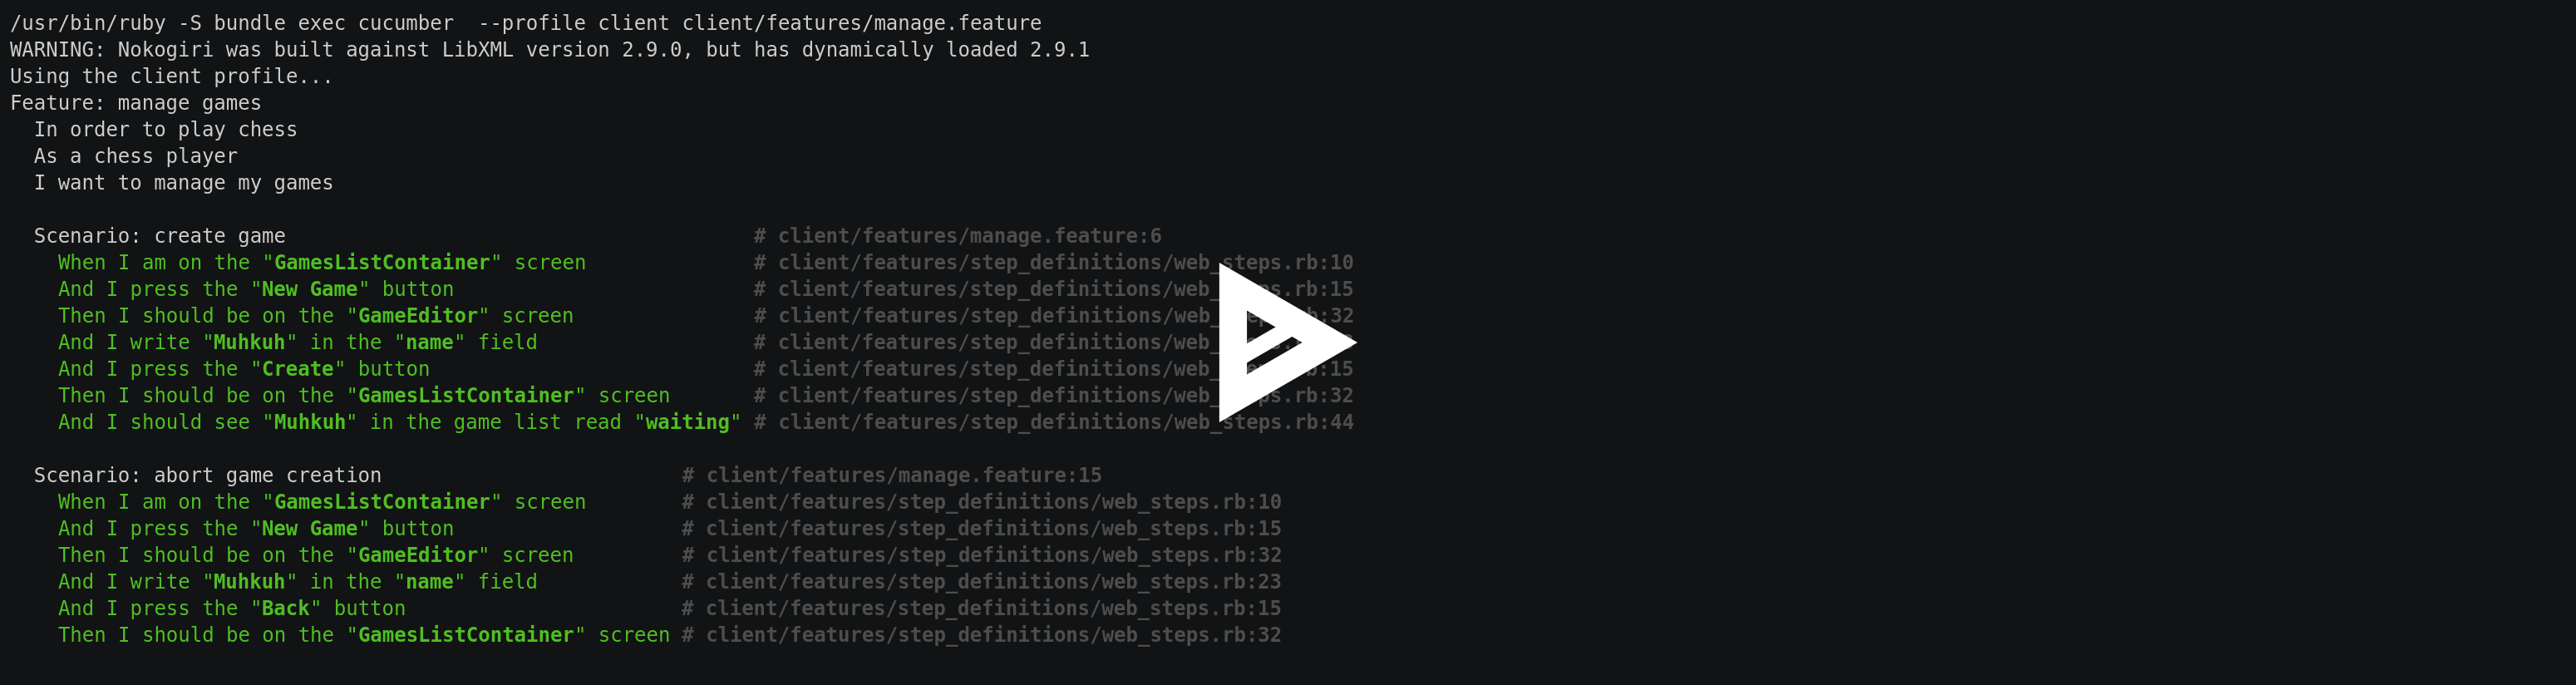 /usr/bin/ruby -S bundle exec cucumber  --profile client client/features/manage.feature
WARNING: Nokogiri was built against LibXML version 2.9.0, but has dynamically loaded 2.9.1
Using the client profile...
Feature: manage games
  In order to play chess
  As a chess player
  I want to manage my games

  Scenario: create game                                       # client/features/manage.feature:6
    When I am on the "GamesListContainer" screen              # client/features/step_definitions/web_steps.rb:10
    And I press the "New Game" button                         # client/features/step_definitions/web_steps.rb:15
    Then I should be on the "GameEditor" screen               # client/features/step_definitions/web_steps.rb:32
    And I write "Muhkuh" in the "name" field                  # client/features/step_definitions/web_
    And I press the "Create" button                           # client/features/step_definitions/web_steps.rb:15
    Then I should be on the "GamesListContainer" screen       # client/features/step_definitions/web_steps.rb:32
    And I should see "Muhkuh" in the game list read "waiting" # client/features/step_definitions/web_steps.rb:44

  Scenario: abort game creation                         # client/features/manage.feature:15
    When I am on the "GamesListContainer" screen        # client/features/step_definitions/web_steps.rb:10
    And I press the "New Game" button                   # client/features/step_definitions/web_steps.rb:15
    Then I should be on the "GameEditor" screen         # client/features/step_definitions/web_steps.rb:32
    And I write "Muhkuh" in the "name" field            # client/features/step_definitions/web_steps.rb:23
    And I press the "Back" button                       # client/features/step_definitions/web_steps.rb:15
    Then I should be on the "GamesListContainer" screen # client/features/step_definitions/web_steps.rb:32